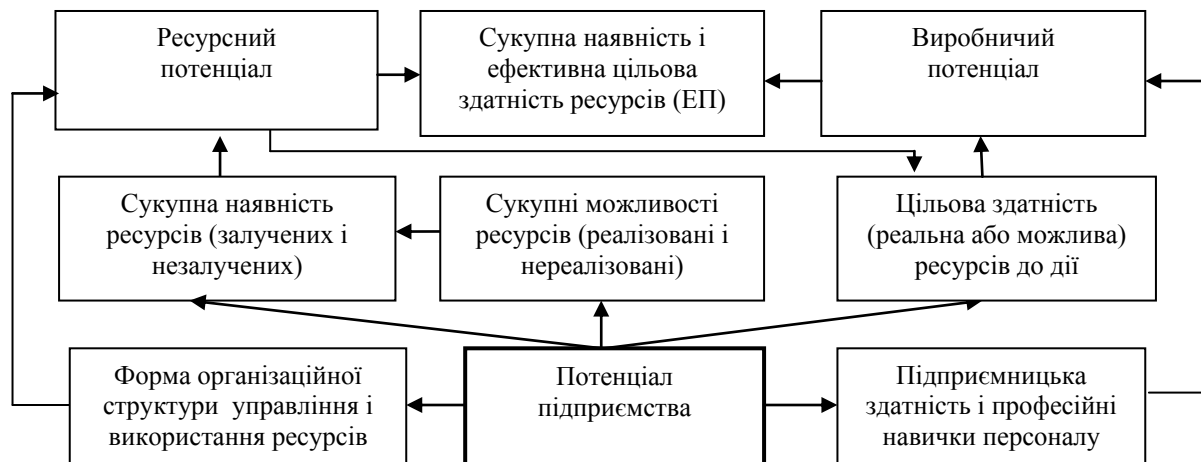 Ресурсний
потенціал
Сукупна наявність і
ефективна цільова
здатність ресурсів (ЕП)
Виробничий
потенціал
Сукупна наявність
ресурсів (залучених і
незалучених)
Сукупні можливості
ресурсів (реалізовані і
нереалізовані)
Цільова здатність
(реальна або можлива)
ресурсів до дії
Форма організаційної
структури управління і
використання ресурсів
Потенціал
підприємства
Підприємницька
здатність і професійні
навички персоналу